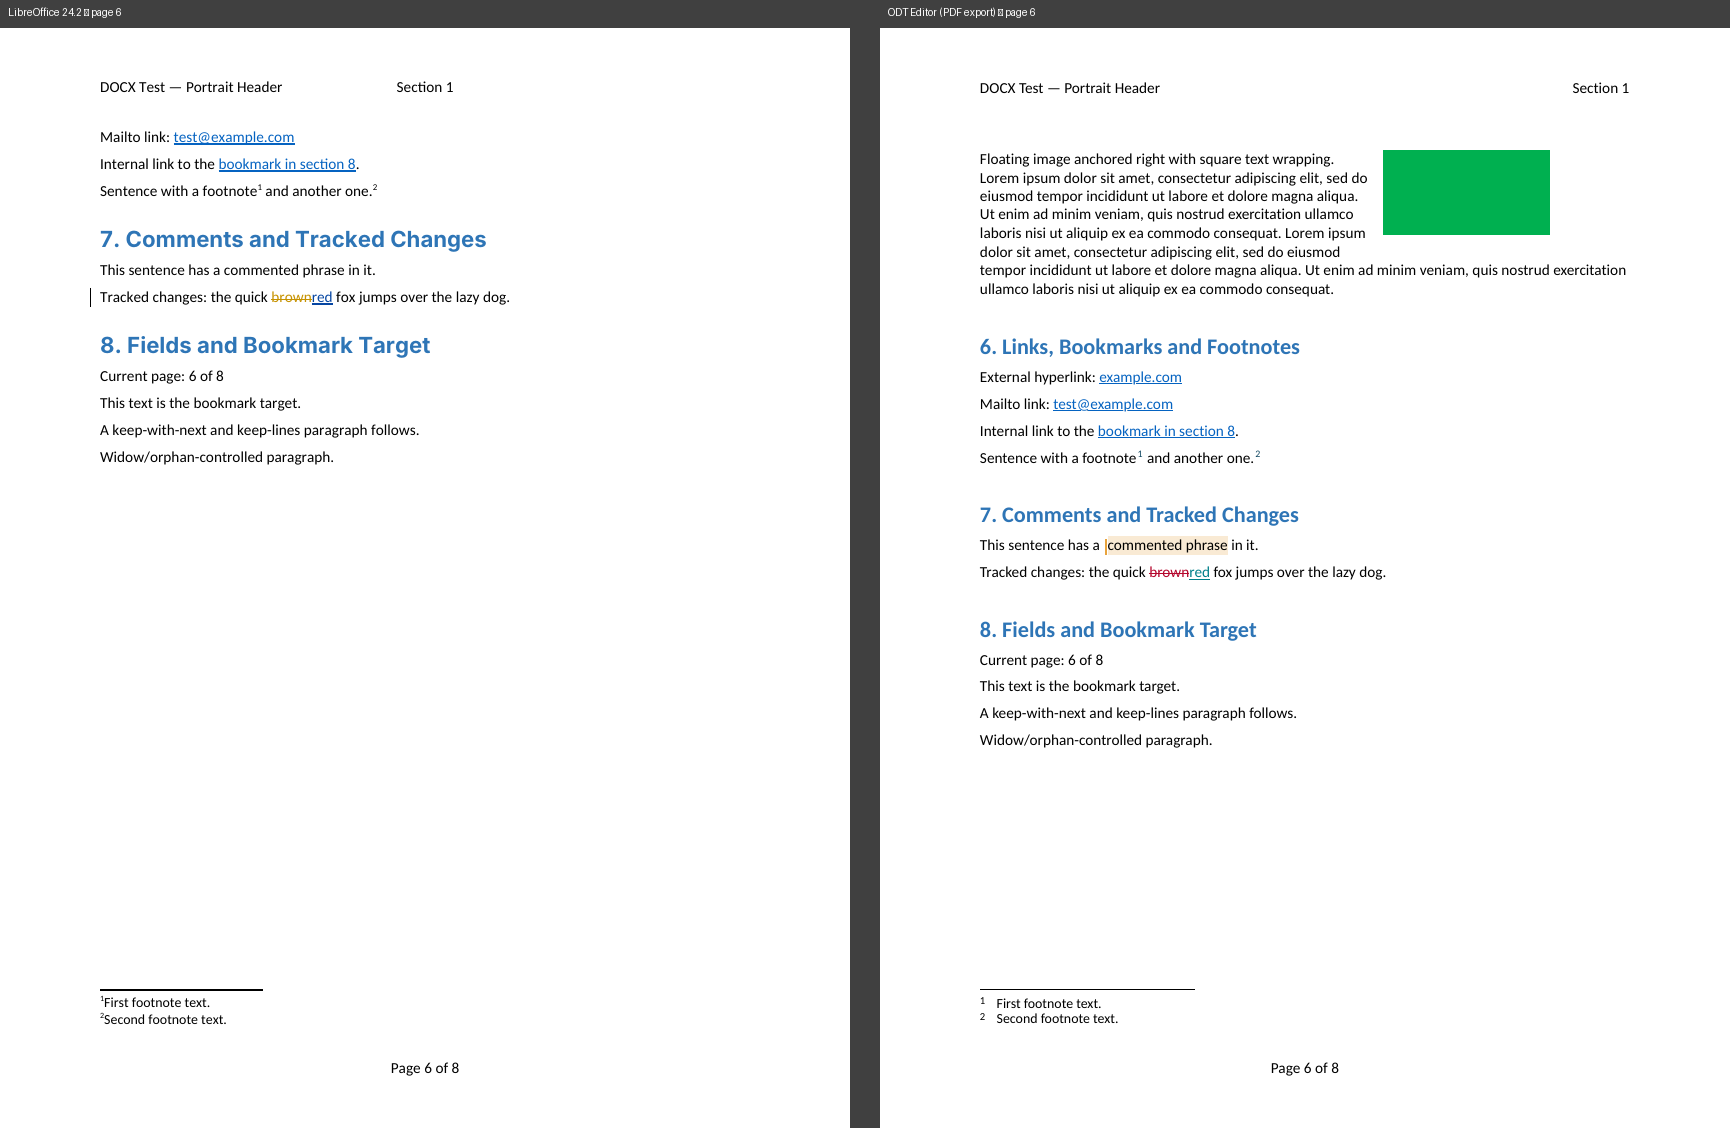 LibreOffice 24.2 page 6
DOCX Test — Portrait Header Section 1
Mailto link: test@example.com
Internal link to the bookmark in section 8.
Sentence with a footnote1 and another one.2
7. Comments and Tracked Changes
This sentence has a commented phrase in it.
Tracked changes: the quick brownred fox jumps over the lazy dog.
8. Fields and Bookmark Target
Current page: 6 of 8
This text is the bookmark target.
A keep-with-next and keep-lines paragraph follows.
Widow/orphan-controlled paragraph.
1First footnote text.
2Second footnote text.
Page 6 of 8
ODT Editor (PDF export) page 6
DOCX Test — Portrait Header Section 1
Floating image anchored right with square text wrapping.
Lorem ipsum dolor sit amet, consectetur adipiscing elit, sed do
eiusmod tempor incididunt ut labore et dolore magna aliqua.
Ut enim ad minim veniam, quis nostrud exercitation ullamco
laboris nisi ut aliquip ex ea commodo consequat. Lorem ipsum
dolor sit amet, consectetur adipiscing elit, sed do eiusmod
tempor incididunt ut labore et dolore magna aliqua. Ut enim ad minim veniam, quis nostrud exercitation
ullamco laboris nisi ut aliquip ex ea commodo consequat.
6. Links, Bookmarks and Footnotes
External hyperlink: example.com
Mailto link: test@example.com
Internal link to the bookmark in section 8.
Sentence with a footnote1 and another one.2
7. Comments and Tracked Changes
This sentence has a commented phrase in it.
Tracked changes: the quick brownred fox jumps over the lazy dog.
8. Fields and Bookmark Target
Current page: 6 of 8
This text is the bookmark target.
A keep-with-next and keep-lines paragraph follows.
Widow/orphan-controlled paragraph.
1 First footnote text.
2 Second footnote text.
Page 6 of 8